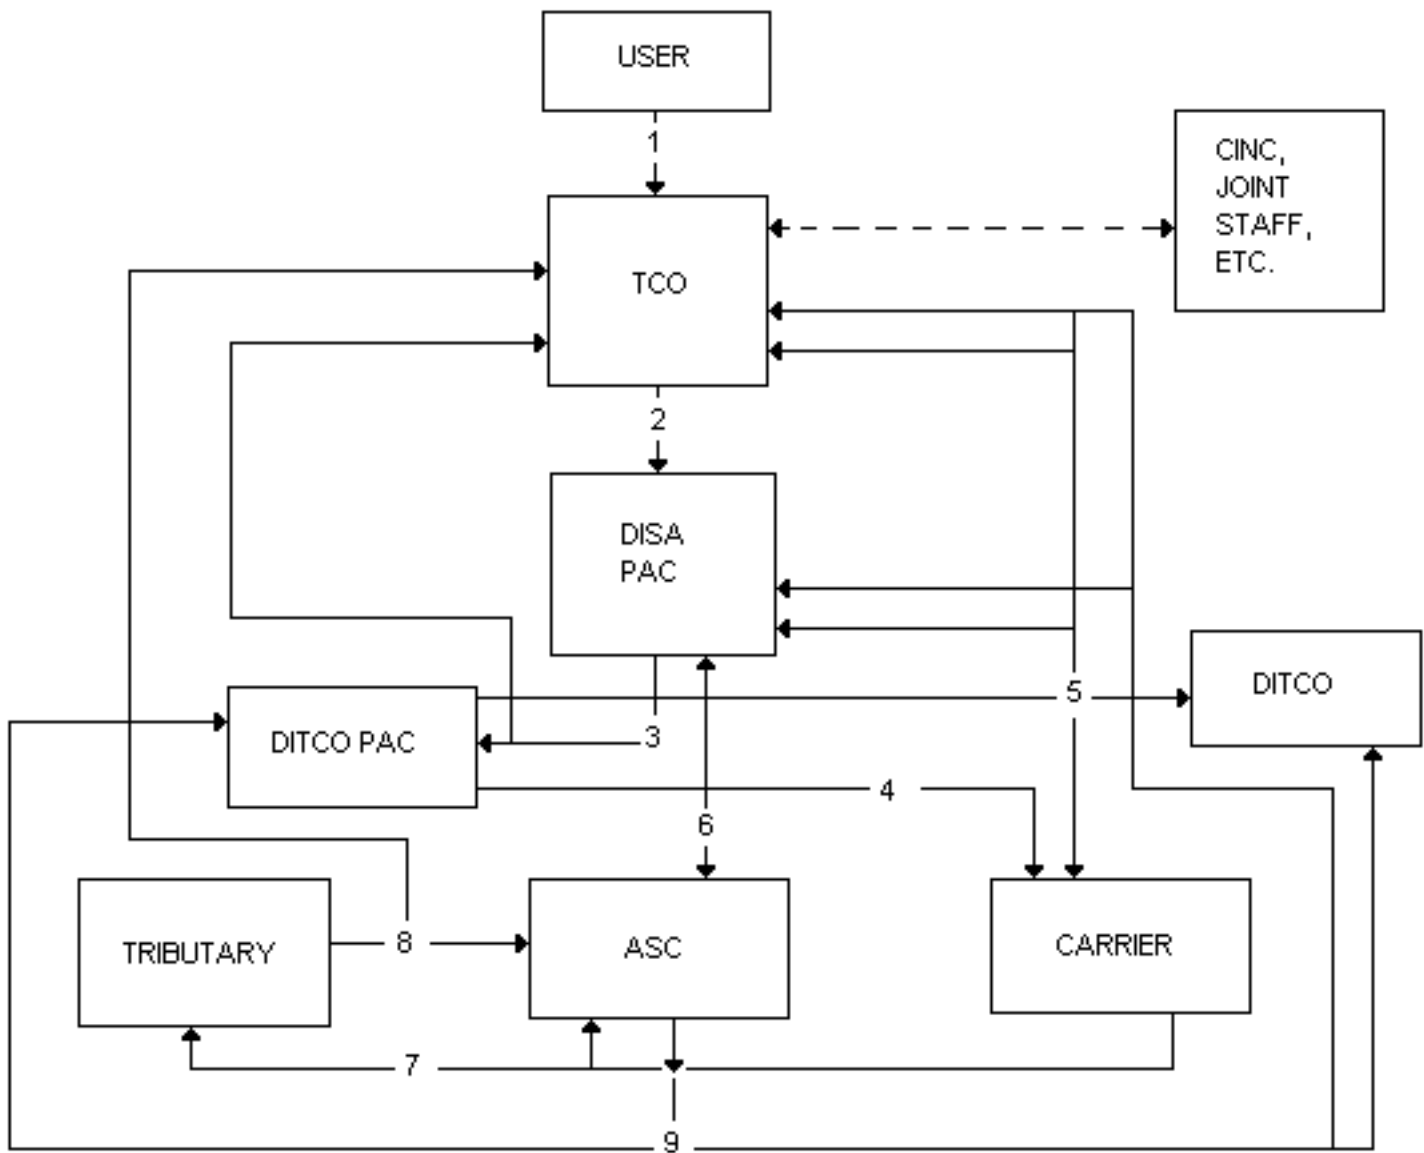 USER
1
CINC,
JOINT
STAFF,
ETC.
TCO
2
DISA
PAC
5
DITCO
3
DITCO PAC
4
6
8
TRIBUTARY
ASC
CARRIER
7
9